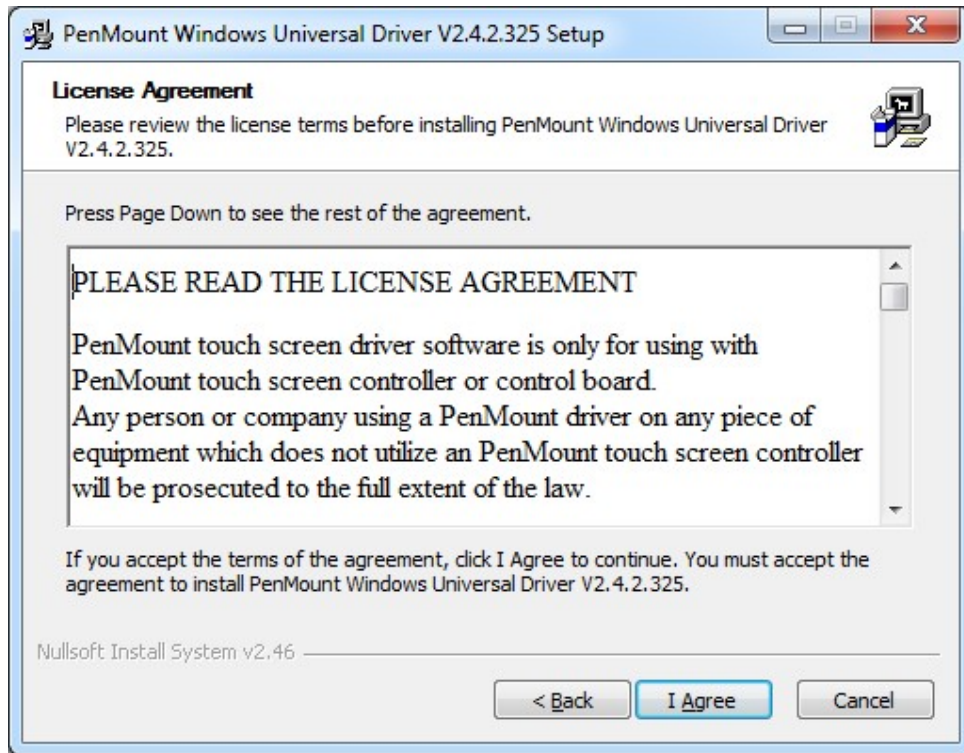 PenMount Windows Universal Driver V2.4.2.325 Setup
License Agreement
Please review the license terms before installing PenMount Windows Universal Driver
V2.4.2.325.
Press Page Down to see the rest of the agreement.
PLEASE READ THE LICENSE AGREEMENT
PenMount touch screen driver software is only for using with
PenMount touch screen controller or control board.
Any person or company using a PenMount driver on any piece of
equipment which does not utilize an PenMount touch screen controller
will be prosecuted to the full extent of the law.
If you accept the terms of the agreement, click I Agree to continue. You must accept the
agreement to install PenMount Windows Universal Driver V2.4.2.325.
Nullsoft Install System v2.46
< Back I Agree Cancel